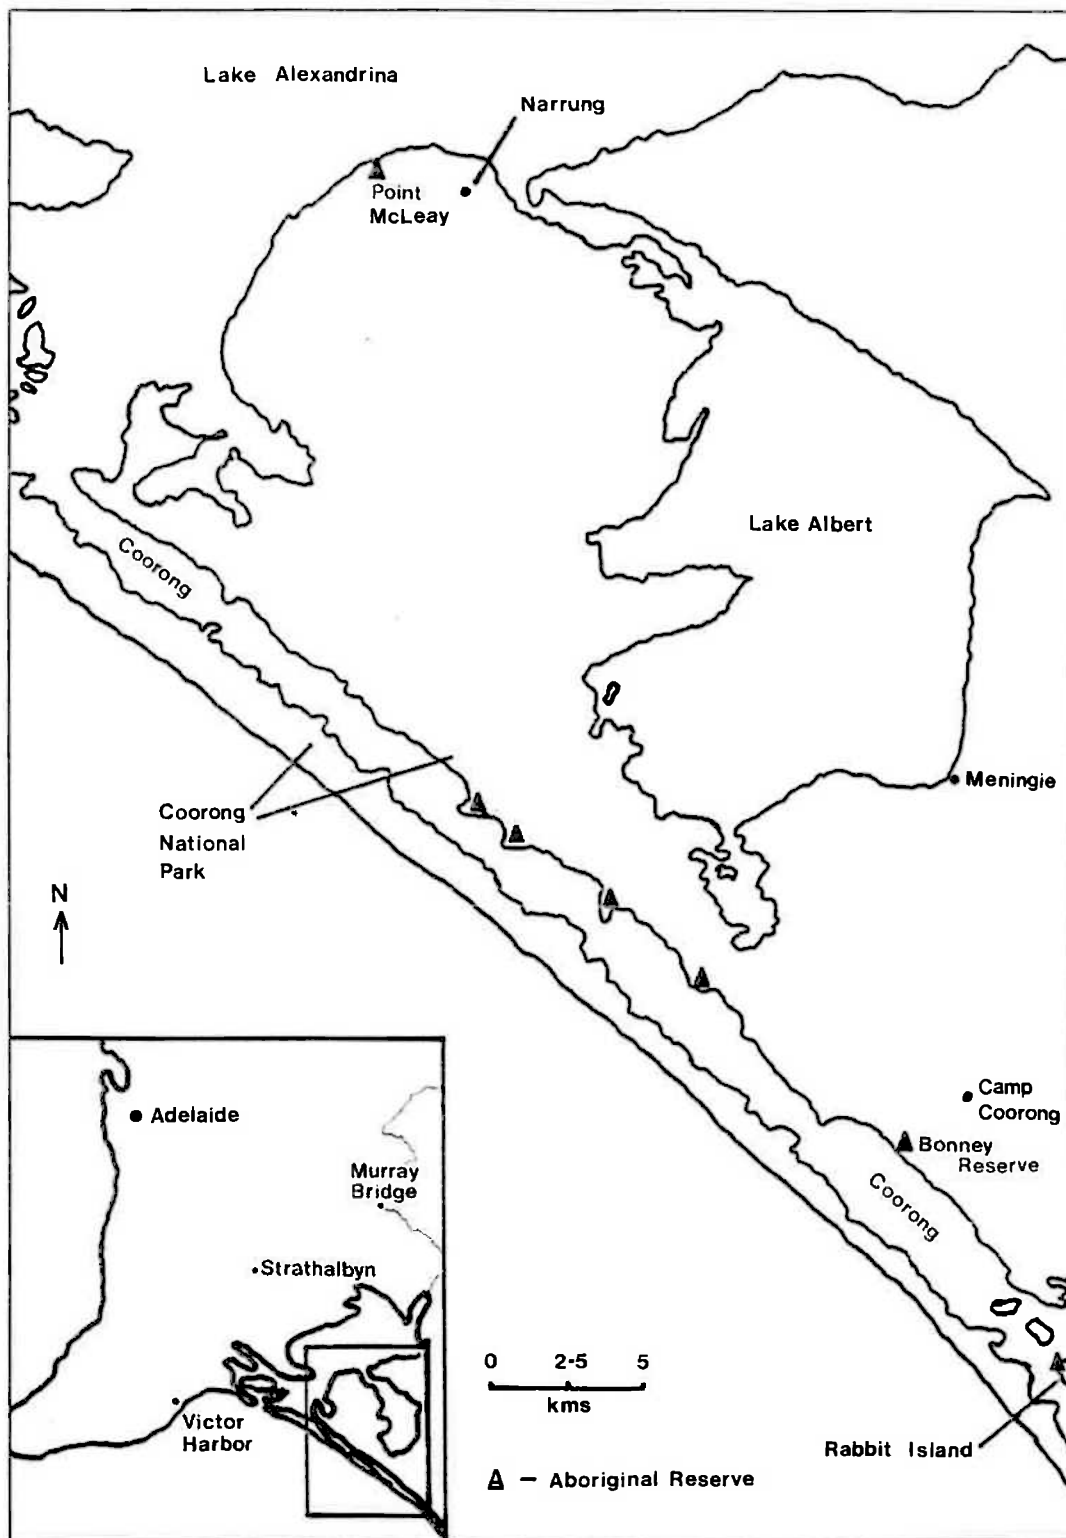 Lake Alexandrina
Narrung
Point
McLeay
Lake Albert
Coorong
Meningie
Coorong
National
Park
N
Camp
Coorong
Bonney
Reserve
Coorong
Adelaide
Murray
Bridge
Strathalbyn
Victor
Harbor
0 2-5 5
kms
Rabbit Island
– Aboriginal Reserve